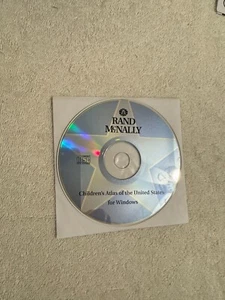 RAND
McNALLY
Children's Atlas of the United States
for Windows